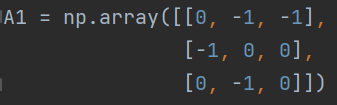 A1 = np.array([[0, -1, -1],
[-1, 0, 0],
[0, -1, 0]])